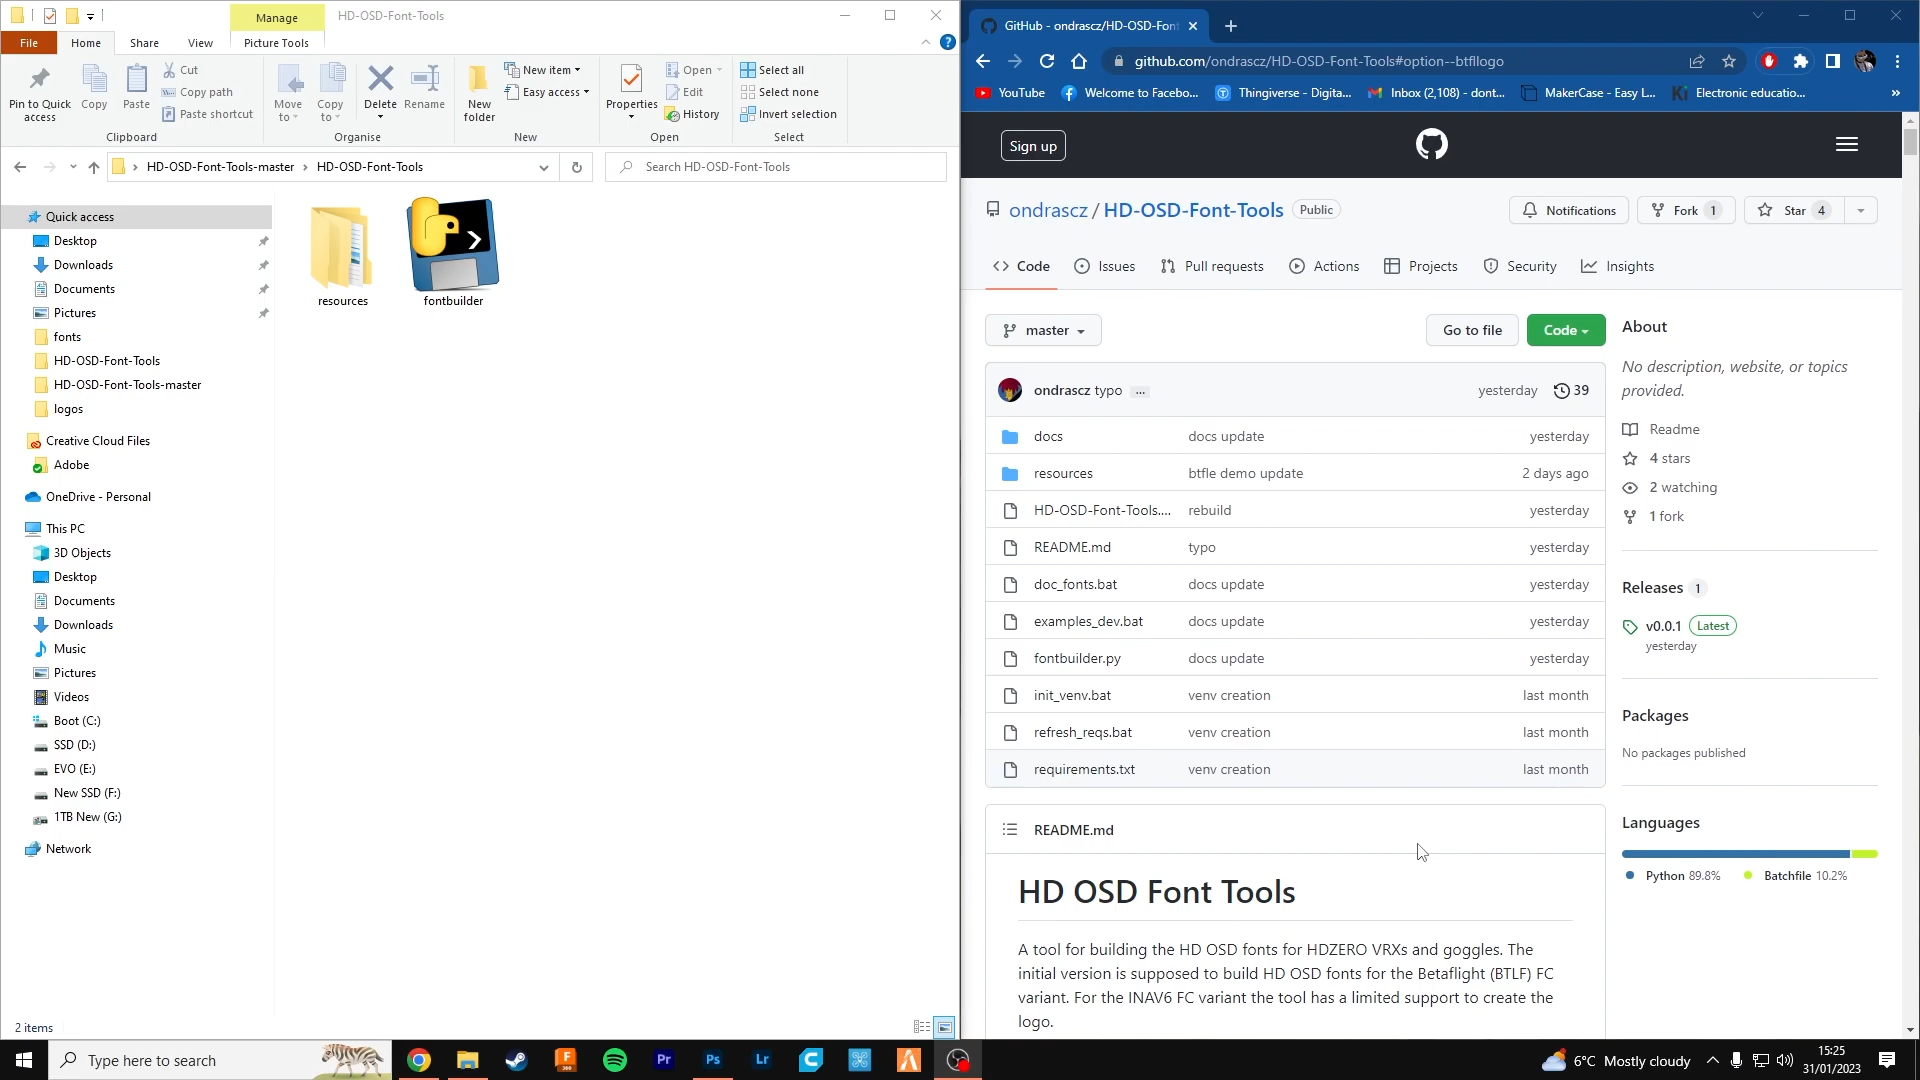 Manage
HD-OSD-Font-Tools
File
Home
Share
View
Picture Tools
Pin to Quick access
Copy
Paste
Cut
Copy path
Paste shortcut
Clipboard
Move to
Copy to
Delete
Rename
Organise
New folder
New item
Easy access
New
Properties
Open
Edit
History
Open
Select all
Select none
Invert selection
Select
HD-OSD-Font-Tools-master
HD-OSD-Font-Tools
Search HD-OSD-Font-Tools
Quick access
Desktop
Downloads
Documents
Pictures
fonts
HD-OSD-Font-Tools
HD-OSD-Font-Tools-master
logos
Creative Cloud Files
Adobe
OneDrive - Personal
This PC
3D Objects
Desktop
Documents
Downloads
Music
Pictures
Videos
Boot (C:)
SSD (D:)
EVO (E:)
New SSD (F:)
1TB New (G:)
Network
resources
fontbuilder
2 items
GitHub - ondrascz/HD-OSD-Font
github.com/ondrascz/HD-OSD-Font-Tools#option--btfllogo
YouTube
Welcome to Facebo...
Thingiverse - Digita...
Inbox (2,108) - dont...
MakerCase - Easy L...
Electronic educatio...
»
Sign up
ondrascz / HD-OSD-Font-Tools
Public
Notifications
Fork 1
Star 4
Code
Issues
Pull requests
Actions
Projects
Security
Insights
master
Go to file
Code
ondrascz typo ...
yesterday
39
docs docs update yesterday
resources btfle demo update 2 days ago
HD-OSD-Font-Tools.... rebuild yesterday
README.md typo yesterday
doc_fonts.bat docs update yesterday
examples_dev.bat docs update yesterday
fontbuilder.py docs update yesterday
init_venv.bat venv creation last month
refresh_reqs.bat venv creation last month
requirements.txt venv creation last month
README.md
HD OSD Font Tools
A tool for building the HD OSD fonts for HDZERO VRXs and goggles. The
initial version is supposed to build HD OSD fonts for the Betaflight (BTLF) FC
variant. For the INAV6 FC variant the tool has a limited support to create the
logo.
About
No description, website, or topics
provided.
Readme
4 stars
2 watching
1 fork
Releases 1
v0.0.1 Latest
yesterday
Packages
No packages published
Languages
Python 89.8%
Batchfile 10.2%
Type here to search
Pr
Ps
Lr
6°C Mostly cloudy
15:25
31/01/2023